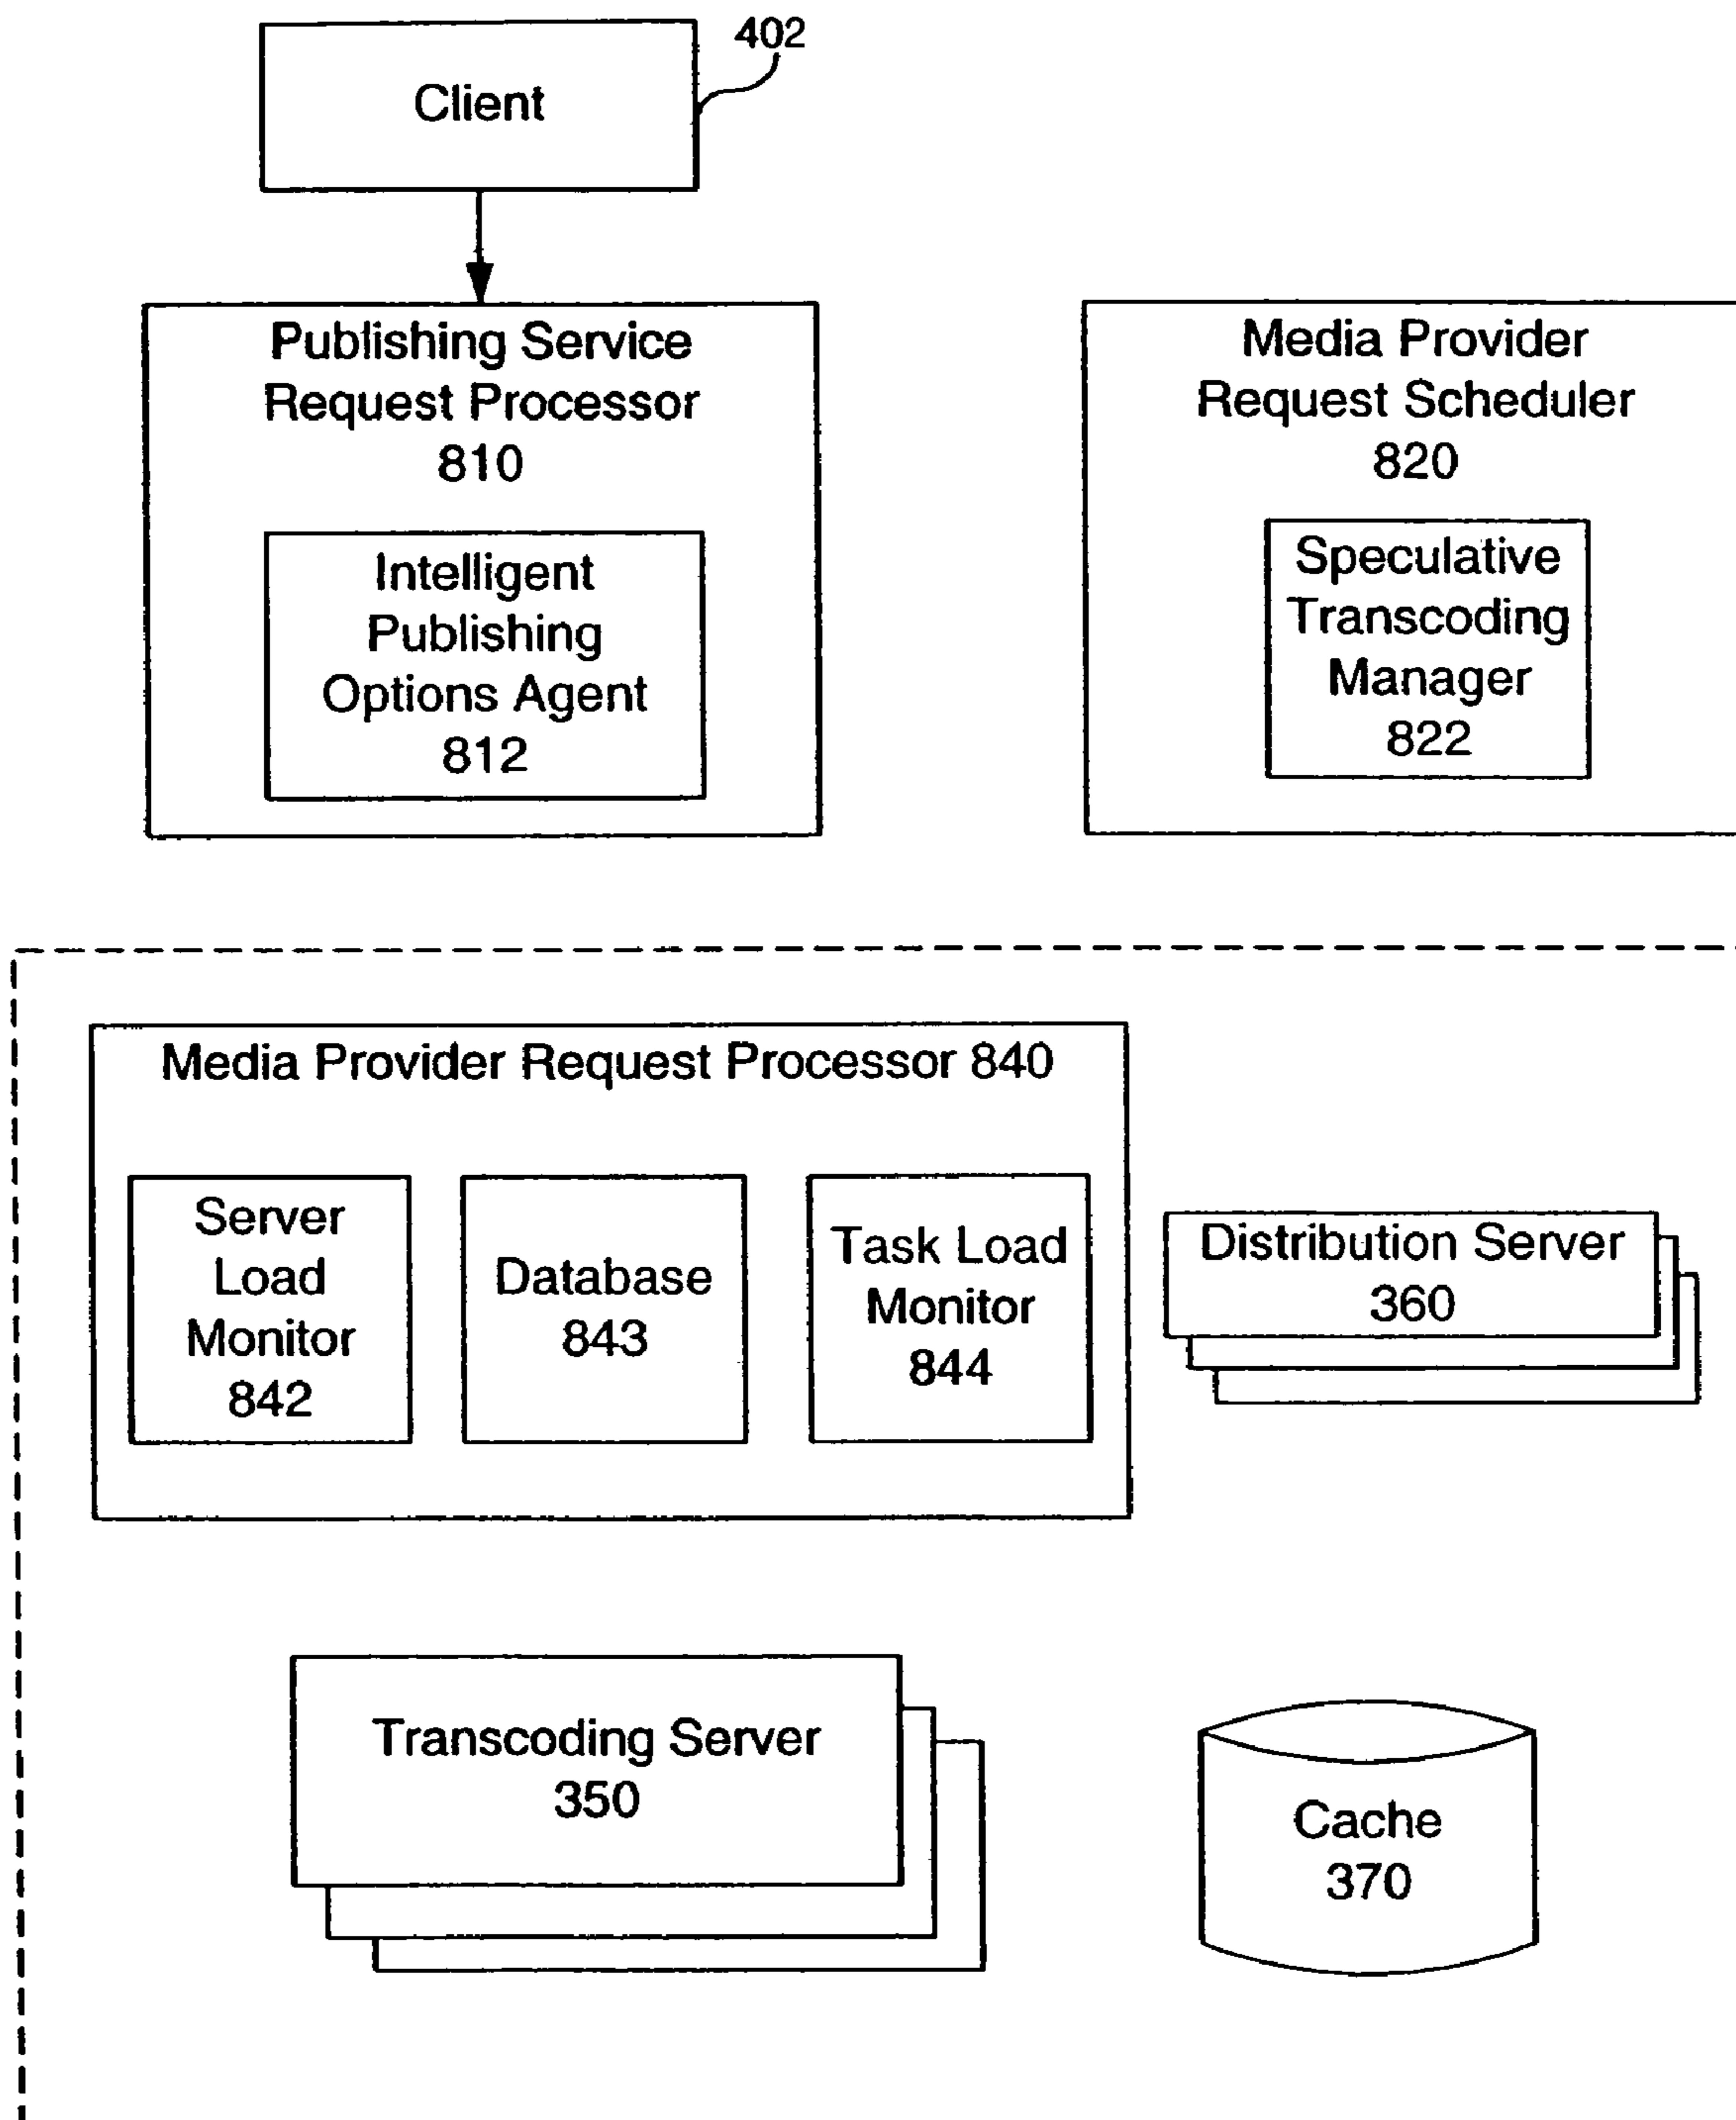 402
Client
Publishing Service
Request Processor
810
Intelligent
Publishing
Options Agent
812
Media Provider
Request Scheduler
820
Speculative
Transcoding
Manager
822
Media Provider Request Processor 840
Server
Load
Monitor
842
Database
843
Task Load
Monitor
844
Distribution Server
360
Transcoding Server
350
Cache
370